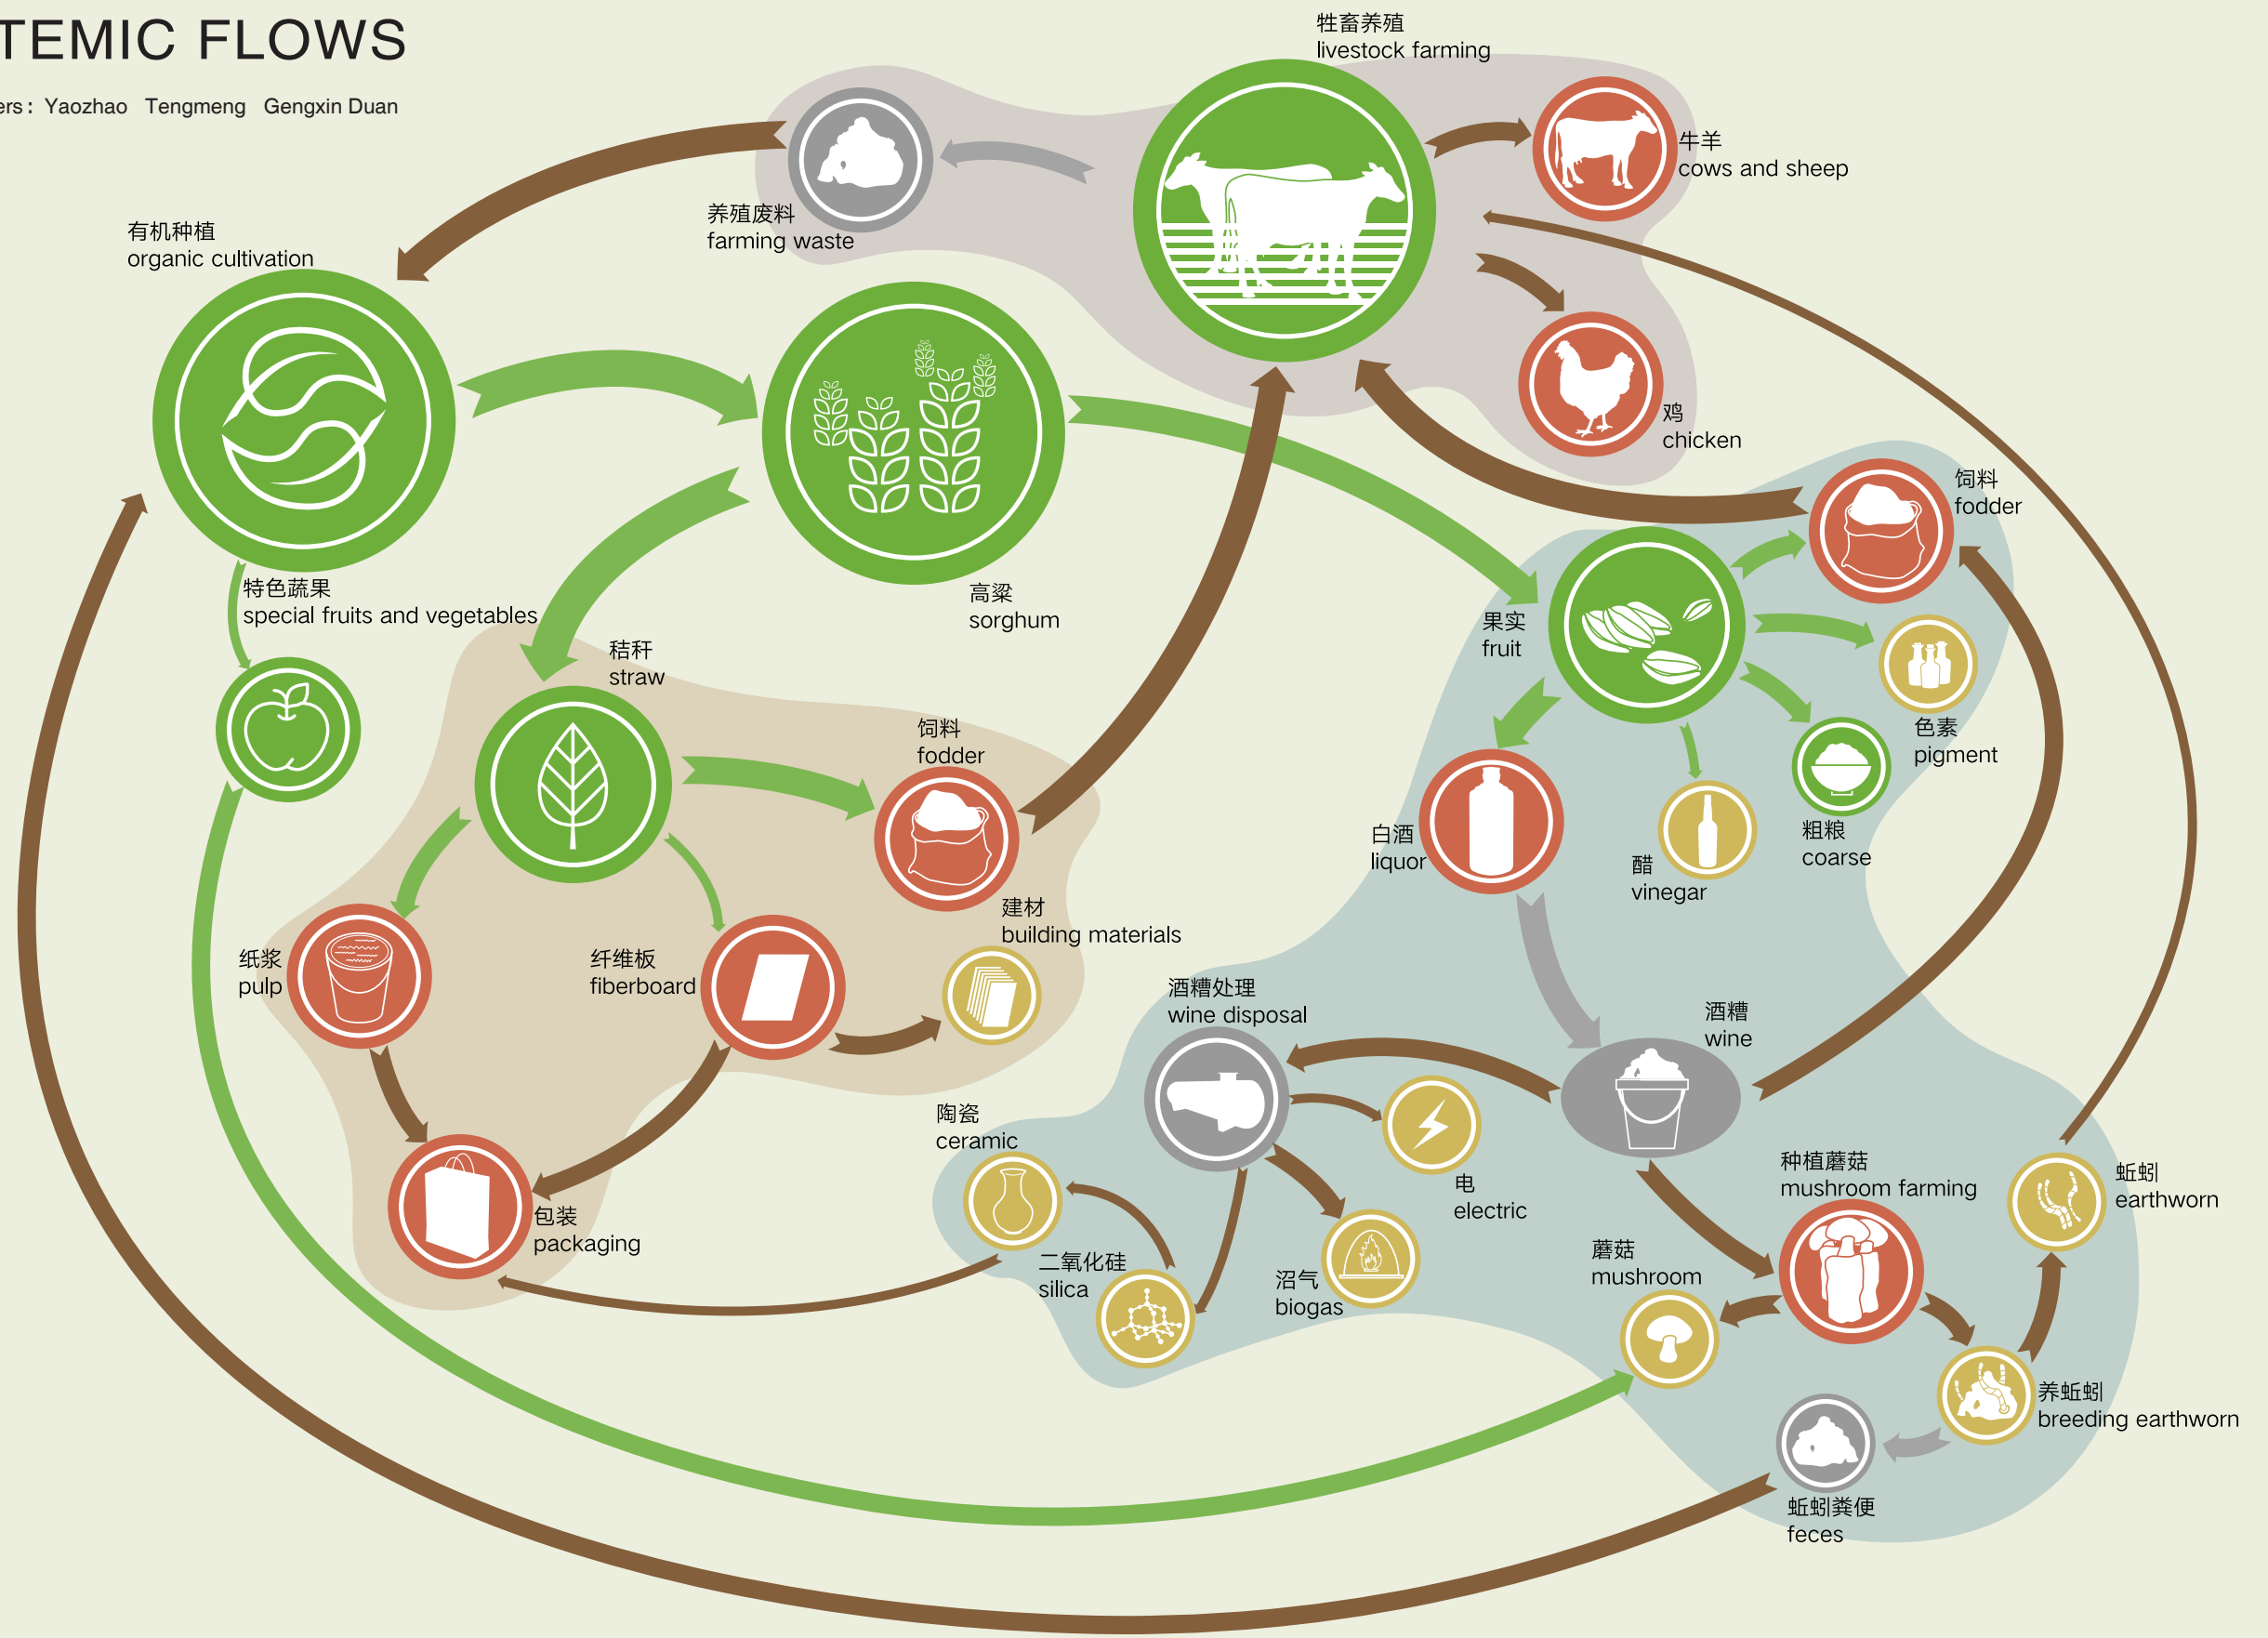 TEMIC FLOWS
ers: Yaozhao Tengmeng Gengxin Duan
牲畜养殖
livestock farming
牛羊
cows and sheep
养殖废料
farming waste
有机种植
organic cultivation
鸡
chicken
饲料
fodder
特色蔬果
special fruits and vegetables
高粱
sorghum
果实
fruit
秸秆
straw
饲料
fodder
色素
pigment
粗粮
coarse
白酒
liquor
醋
vinegar
建材
building materials
纸浆
pulp
纤维板
fiberboard
酒糟处理
wine disposal
酒糟
wine
陶瓷
ceramic
电
electric
种植蘑菇
mushroom farming
蚯蚓
earthworn
包装
packaging
二氧化硅
silica
沼气
biogas
蘑菇
mushroom
养蚯蚓
breeding earthworn
蚯蚓粪便
feces